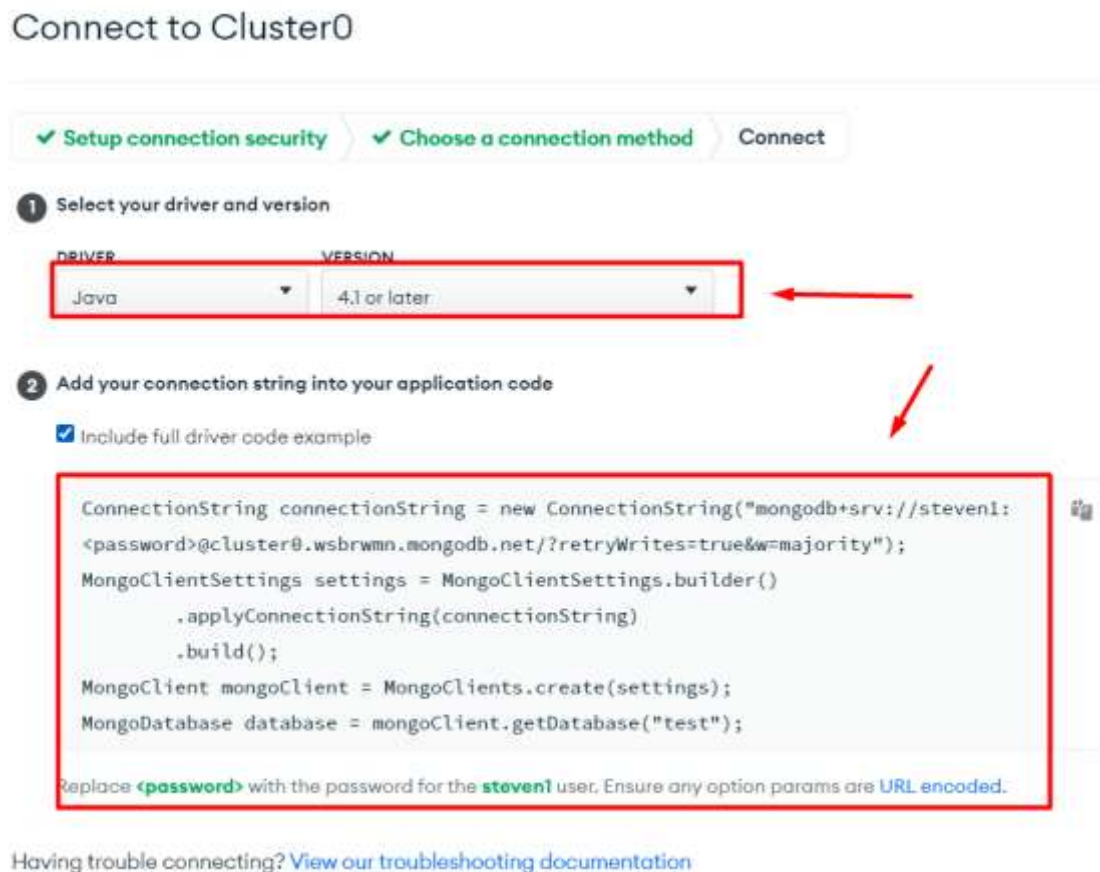 Connect to Cluster0
✔ Setup connection security ✔ Choose a connection method Connect
1 Select your driver and version
DRIVER VERSION
Java 4.1 or later
2 Add your connection string into your application code
Include full driver code example
ConnectionString connectionString = new ConnectionString("mongodb+srv://steven1:
<password>@cluster0.wsbrwmn.mongodb.net/?retryWrites=true&w=majority");
MongoClientSettings settings = MongoClientSettings.builder()
.applyConnectionString(connectionString)
.build();
MongoClient mongoClient = MongoClients.create(settings);
MongoDatabase database = mongoClient.getDatabase("test");
Replace <password> with the password for the steven1 user. Ensure any option params are URL encoded.
Having trouble connecting? View our troubleshooting documentation